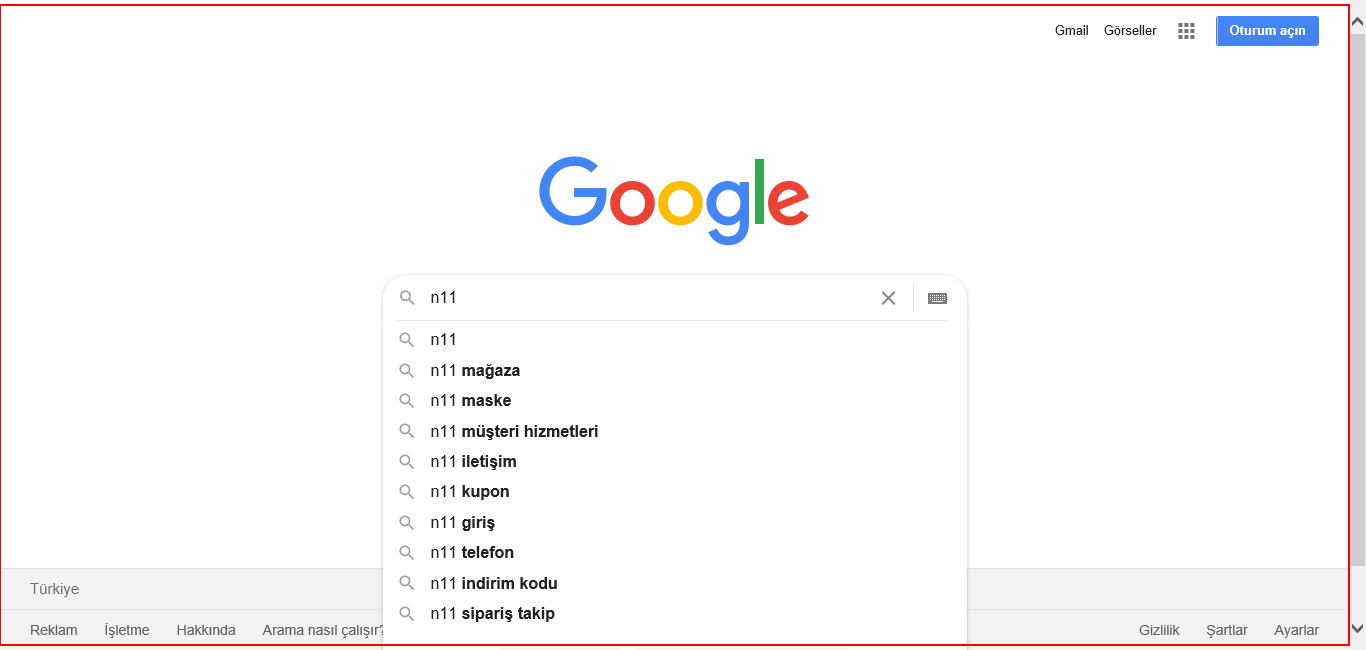 Gmail Görseller Oturum açın
Google
n11
n11
n11 mağaza
n11 maske
n11 müşteri hizmetleri
n11 iletişim
n11 kupon
n11 giriş
n11 telefon
n11 indirim kodu
n11 sipariş takip
Türkiye
Reklam İşletme Hakkında Arama nasıl çalışır? Gizlilik Şartlar Ayarlar